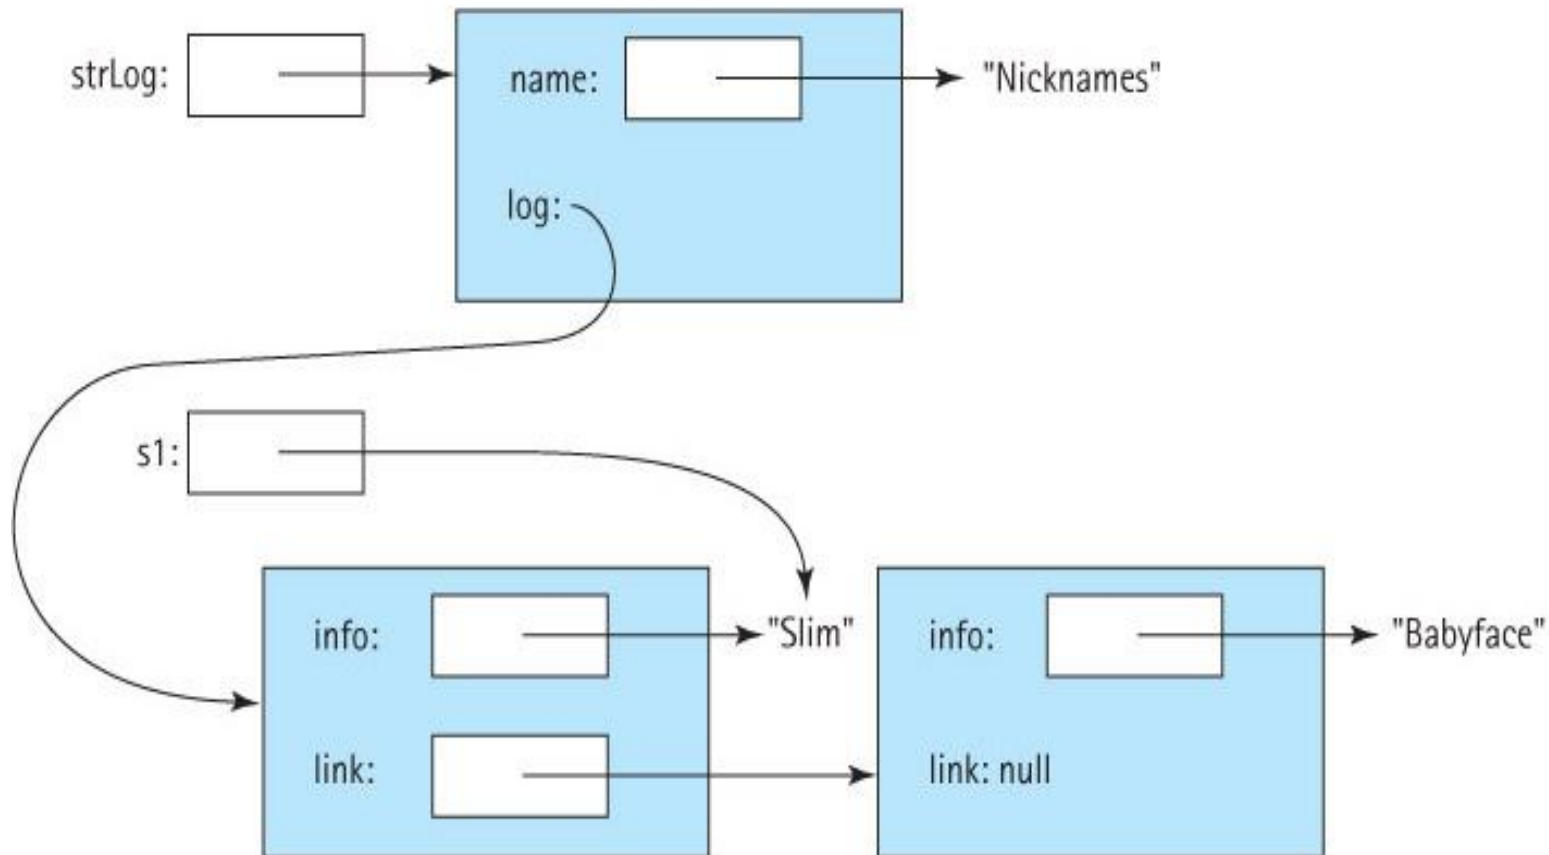 strLog:
name:
"Nicknames"
log:
s1:
info:
"Slim"
info:
"Babyface"
link:
link: null